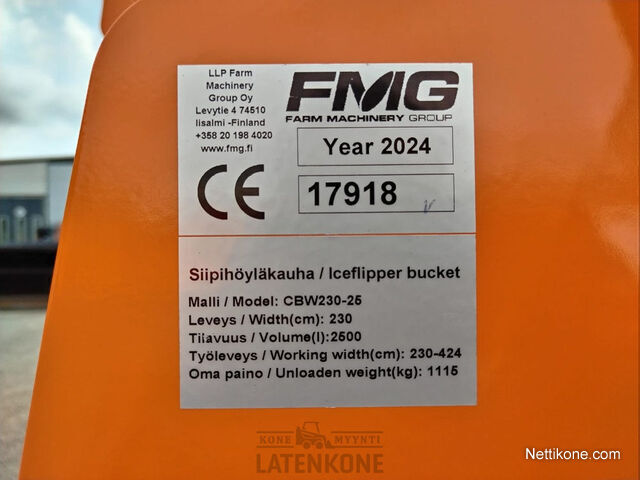 LLP Farm
Machinery
Group Oy
Levytie 4 74510
Iisalmi -Finland
+358 20 198 4020
www.fmg.fi
FMG
FARM MACHINERY GROUP
Year 2024
CE
17918
Siipihöyläkauha / Iceflipper bucket
Malli / Model: CBW230-25
Leveys / Width(cm): 230
Tilavuus / Volume(l):2500
Työleveys / Working width(cm): 230-424
Oma paino / Unloaden weight(kg): 1115
KONE MYYNTI
LATENKONE
Nettikone.com